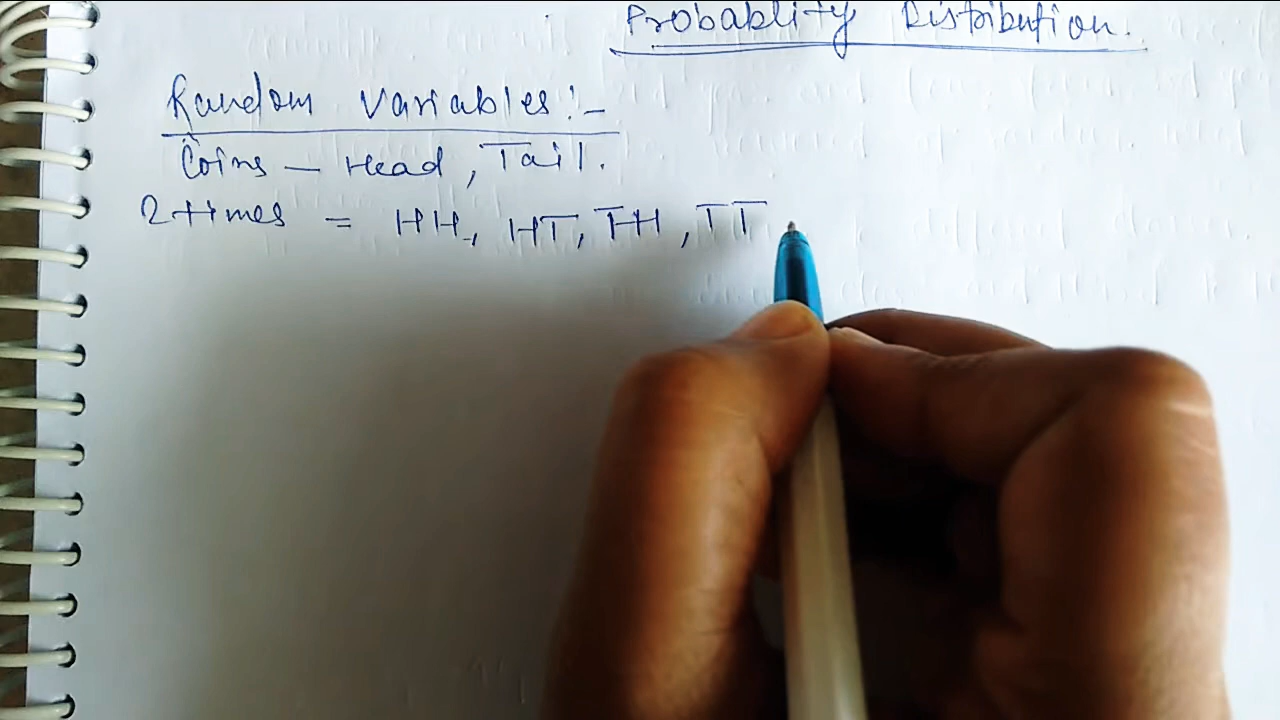 Probablity Distribution.
Random Variables :-
Coins - Head, Tail.
2 times = HH, HT, TH, TT